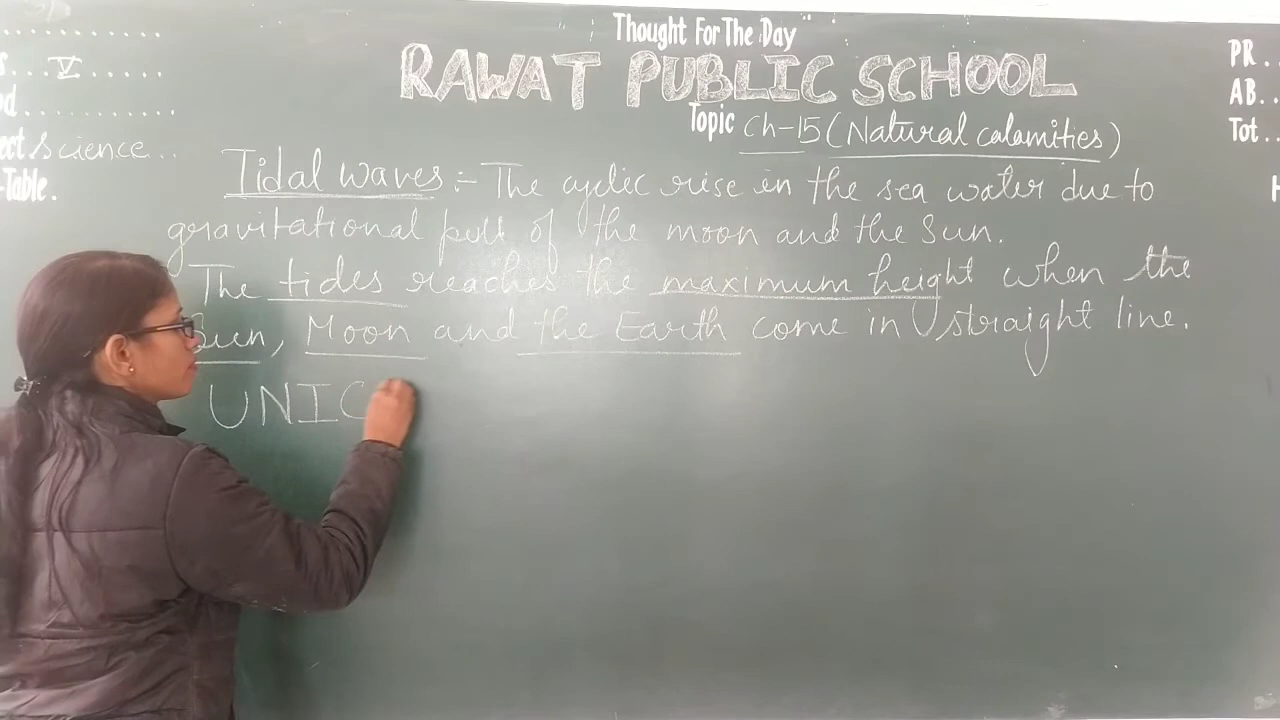 Thought For The Day
RAWAT PUBLIC SCHOOL
V
Topic Ch-15 (Natural calamities)
Science
Table.
PR..
AB..
Tot..
Tidal waves :- The cyclic rise in the sea water due to
gravitational pull of the moon and the Sun.
The tides reaches the maximum height when the
Sun, Moon and the Earth come in straight line.
UNIC